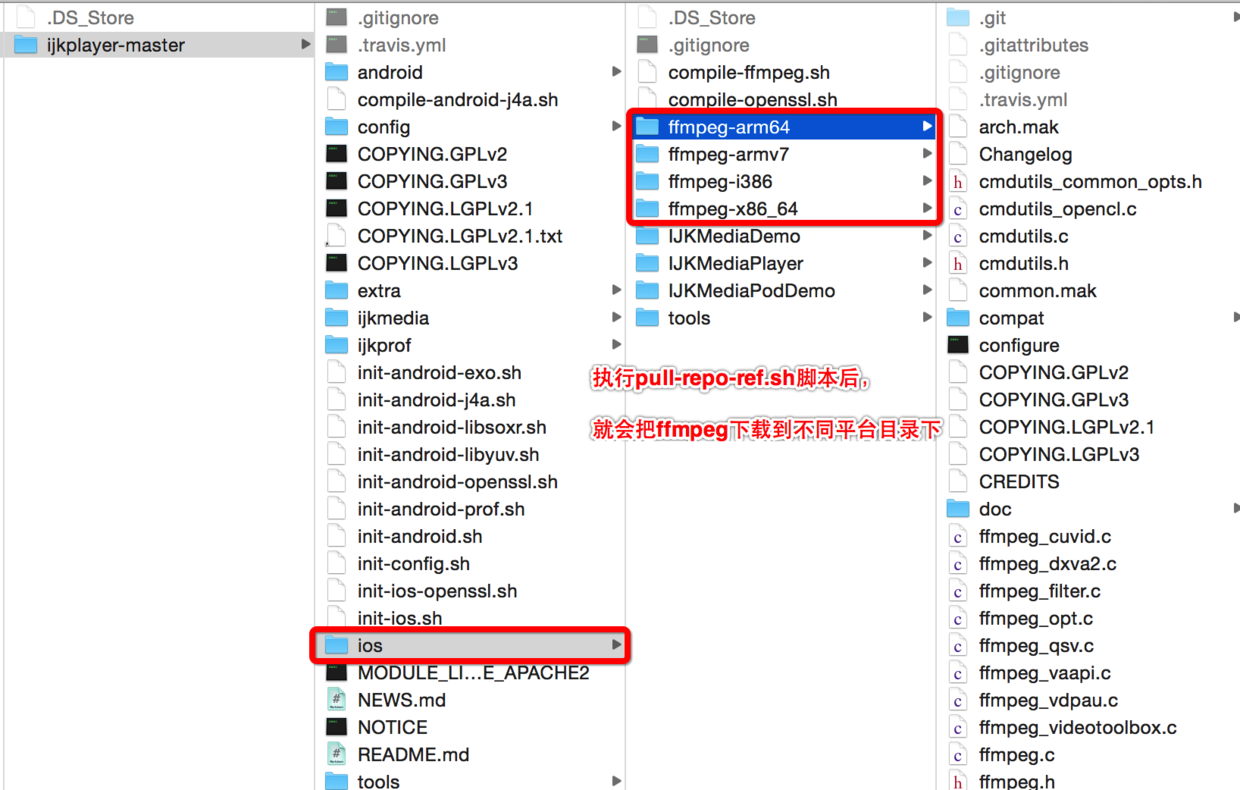 .DS_Store
ijkplayer-master
.gitignore
.travis.yml
android
compile-android-j4a.sh
config
COPYING.GPLv2
COPYING.GPLv3
COPYING.LGPLv2.1
COPYING.LGPLv2.1.txt
COPYING.LGPLv3
extra
ijkmedia
ijkprof
init-android-exo.sh
init-android-j4a.sh
init-android-libsoxr.sh
init-android-libyuv.sh
init-android-openssl.sh
init-android-prof.sh
init-android.sh
init-config.sh
init-ios-openssl.sh
init-ios.sh
ios
MODULE_LI...E_APACHE2
NEWS.md
NOTICE
README.md
tools
.DS_Store
.gitignore
compile-ffmpeg.sh
compile-openssl.sh
ffmpeg-arm64
ffmpeg-armv7
ffmpeg-i386
ffmpeg-x86_64
IJKMediaDemo
IJKMediaPlayer
IJKMediaPodDemo
tools
执行pull-repo-ref.sh脚本后，
就会把ffmpeg下载到不同平台目录下
.git
.gitattributes
.gitignore
.travis.yml
arch.mak
Changelog
cmdutils_common_opts.h
cmdutils_opencl.c
cmdutils.c
cmdutils.h
common.mak
compat
configure
COPYING.GPLv2
COPYING.GPLv3
COPYING.LGPLv2.1
COPYING.LGPLv3
CREDITS
doc
ffmpeg_cuvid.c
ffmpeg_dxva2.c
ffmpeg_filter.c
ffmpeg_opt.c
ffmpeg_qsv.c
ffmpeg_vaapi.c
ffmpeg_vdpau.c
ffmpeg_videotoolbox.c
ffmpeg.c
ffmpeg.h